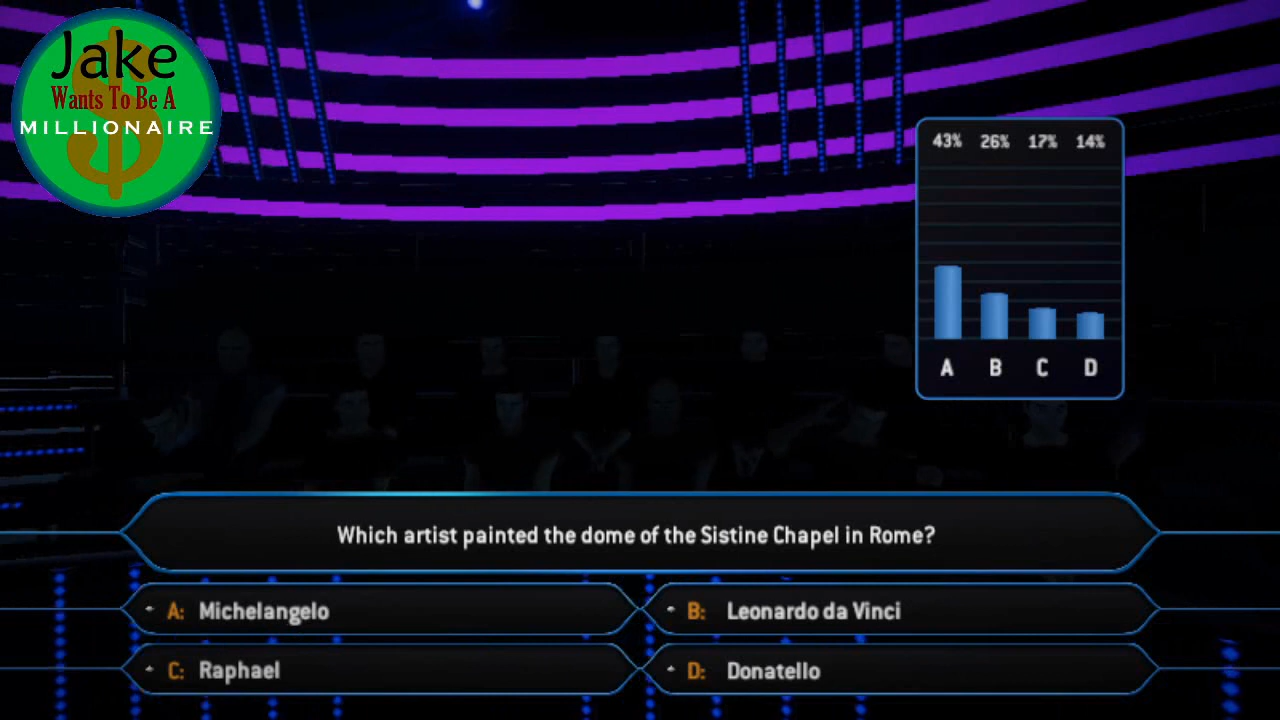 Jake
Wants To Be A
MILLIONAIRE
43% 26% 17% 14%
A B C D
Which artist painted the dome of the Sistine Chapel in Rome?
A: Michelangelo
B: Leonardo da Vinci
C: Raphael
D: Donatello